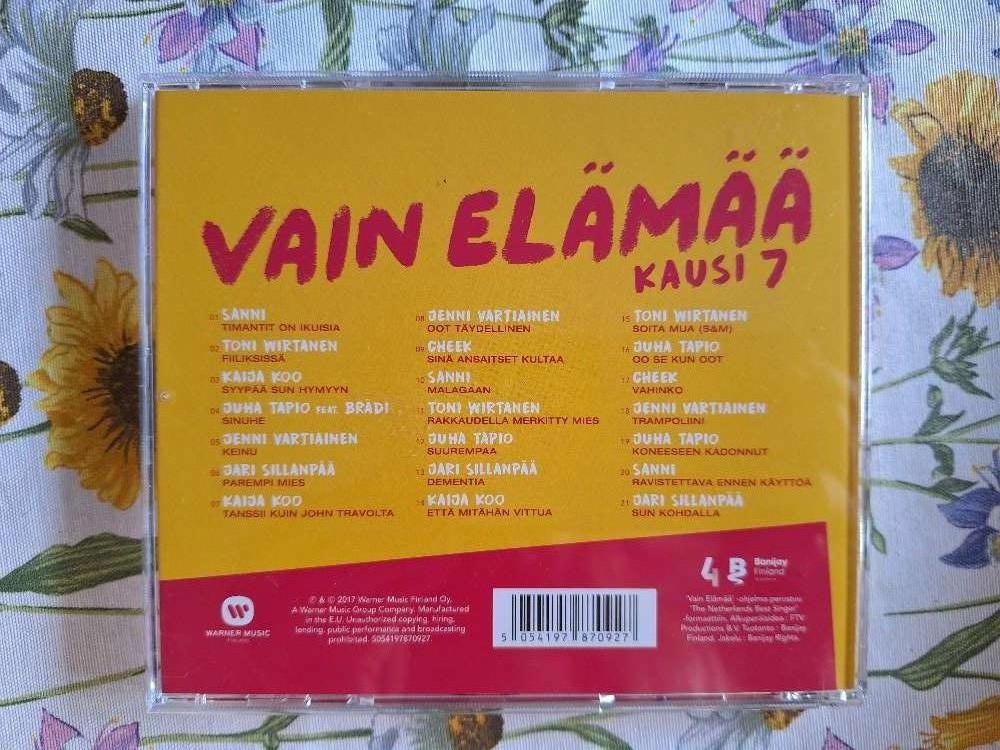 VAIN ELÄMÄÄ
KAUSI 7
01 SANNI
TIMANTIT ON IKUISIA
02 TONI WIRTANEN
FIILIKSISSÄ
03 KAIJA KOO
SYYPÄÄ SUN HYMYYN
04 JUHA TAPIO FEAT. BRÄDI
SINUHE
05 JENNI VARTIAINEN
KEINU
06 JARI SILLANPÄÄ
PAREMPI MIES
07 KAIJA KOO
TANSSII KUIN JOHN TRAVOLTA
08 JENNI VARTIAINEN
OOT TÄYDELLINEN
09 CHEEK
SINÄ ANSAITSET KULTAA
10 SANNI
MALAGAAN
11 TONI WIRTANEN
RAKKAUDELLA MERKITTY MIES
12 JUHA TAPIO
SUUREMPAA
13 JARI SILLANPÄÄ
DEMENTIA
14 KAIJA KOO
ETTÄ MITÄHÄN VITTUA
15 TONI WIRTANEN
SOITA MUA (S&M)
16 JUHA TAPIO
OO SE KUN OOT
17 CHEEK
VAHINKO
18 JENNI VARTIAINEN
TRAMPOLIINI
19 JUHA TAPIO
KONEESEEN KADONNUT
20 SANNI
RAVISTETTAVA ENNEN KÄYTTÖÄ
21 JARI SILLANPÄÄ
SUN KOHDALLA
WARNER MUSIC
FINLAND
℗ & © 2017 Warner Music Finland Oy,
A Warner Music Group Company. Manufactured
in the E.U. Unauthorized copying, hiring,
lending, public performance and broadcasting
prohibited. 5054197870927.
5 054197 870927
4 B Banijay
Finland
'Vain Elämää' -ohjelma perustuu
"The Netherlands Best Singer"
-formaattiin. Alkuperäisidea : FTV
Productions B.V. Tuotanto : Banijay
Finland, Jakelu : Banijay Rights.